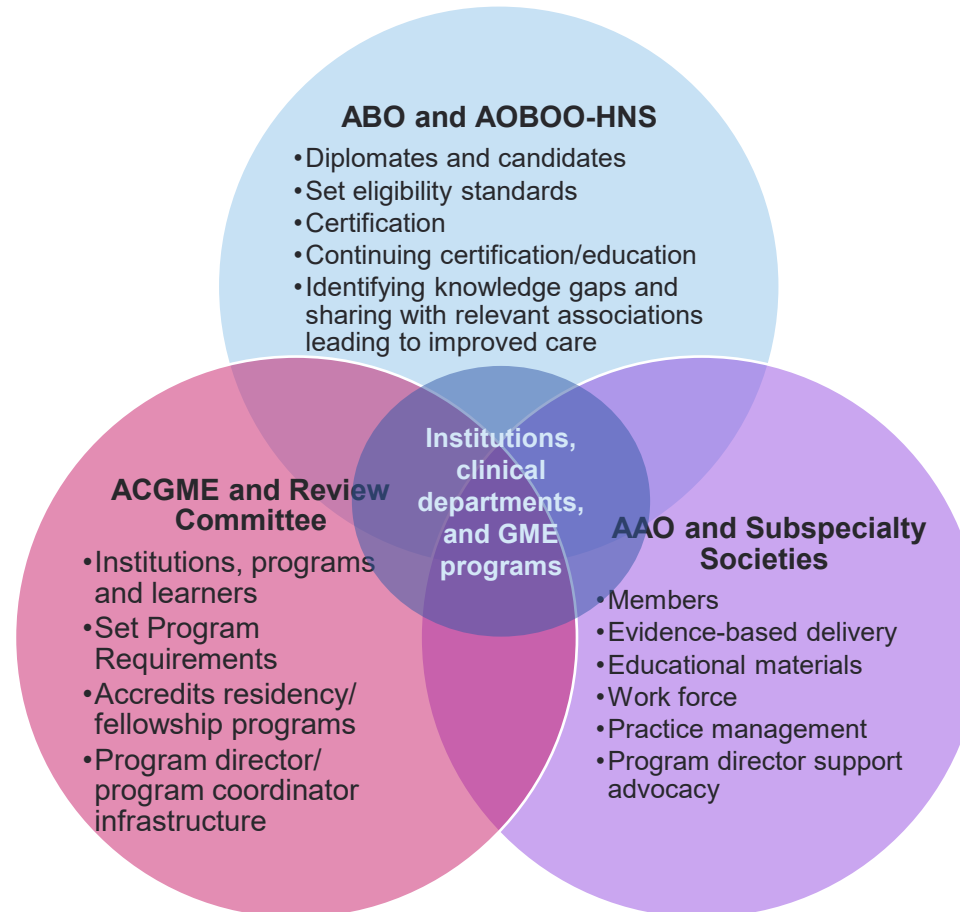 ABO and AOBOO-HNS
•Diplomates and candidates
•Set eligibility standards
•Certification
•Continuing certification/education
•Identifying knowledge gaps and
sharing with relevant associations
leading to improved care
Institutions,
clinical
departments,
and GME
programs
ACGME and Review
Committee
•Institutions, programs
and learners
•Set Program
Requirements
•Accredits residency/
fellowship programs
•Program director/
program coordinator
infrastructure
AAO and Subspecialty
Societies
•Members
•Evidence-based delivery
•Educational materials
•Work force
•Practice management
•Program director support
advocacy